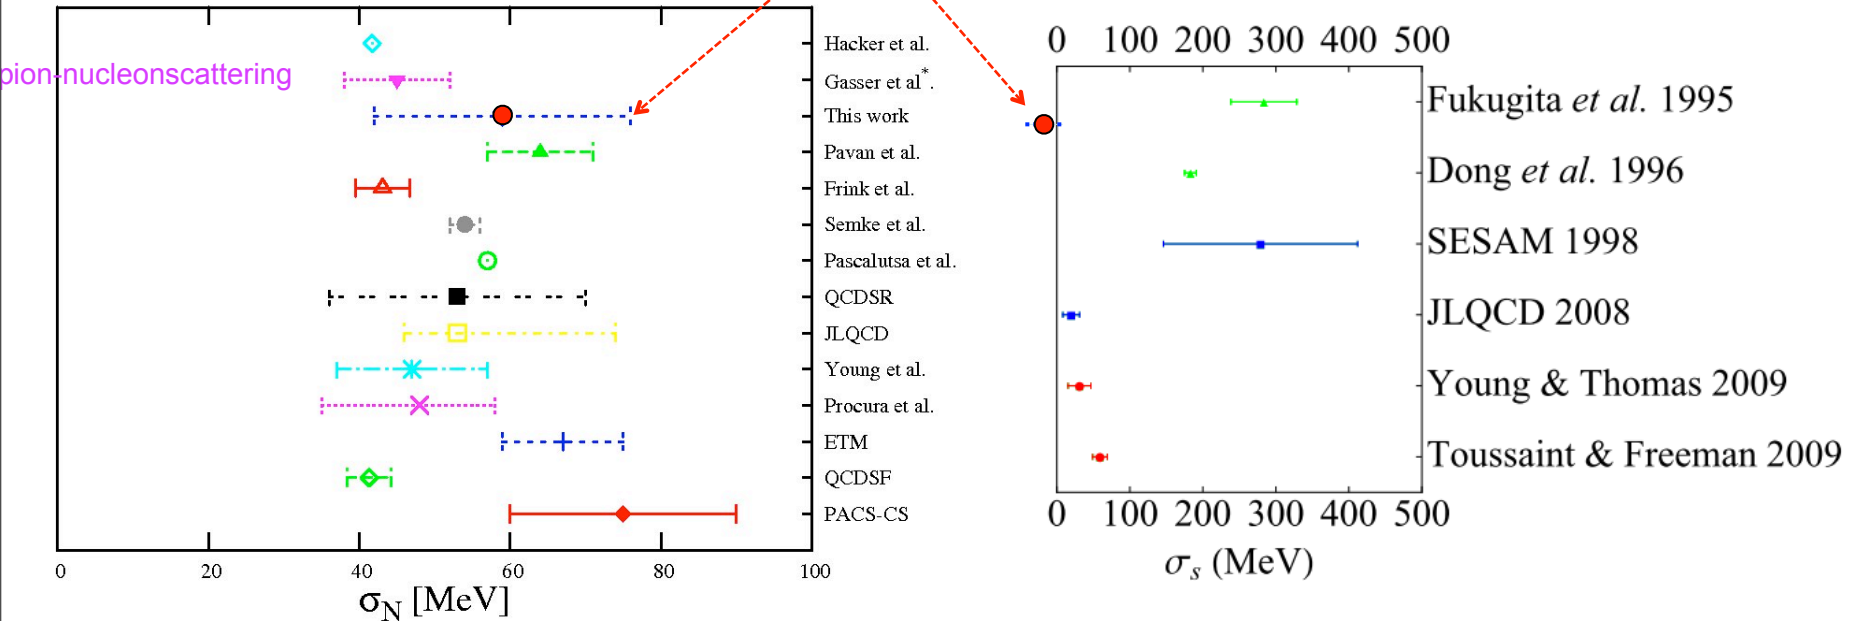 pion-nucleonscattering
Hacker et al.
Gasser et al*.
This work
Pavan et al.
Frink et al.
Semke et al.
Pascalutsa et al.
QCDSR
JLQCD
Young et al.
Procura et al.
ETM
QCDSF
PACS-CS
0 20 40 60 80 100
σN [MeV]
0 100 200 300 400 500
Fukugita et al. 1995
Dong et al. 1996
SESAM 1998
JLQCD 2008
Young & Thomas 2009
Toussaint & Freeman 2009
0 100 200 300 400 500
σs (MeV)